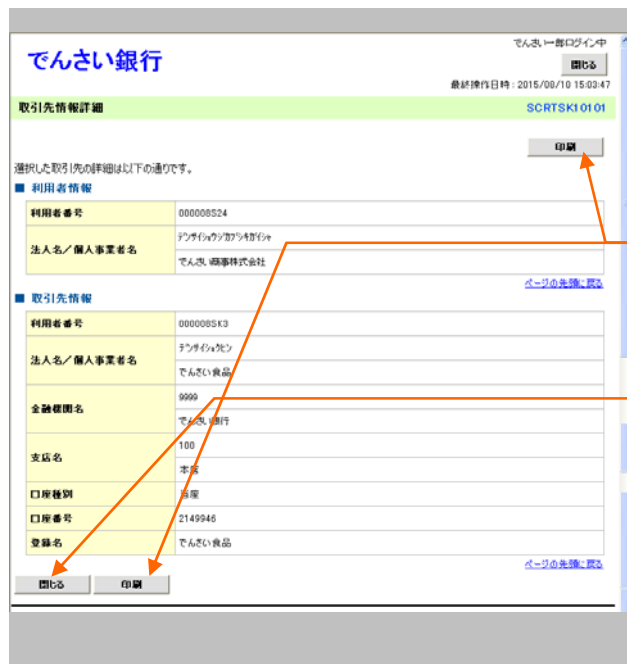 でんさい一郎ログイン中
でんさい銀行
閉じる
最終操作日時：2015/08/10 15:03:47
取引先情報詳細
SCRTSK10101
印刷
選択した取引先の詳細は以下の通りです。
■ 利用者情報
利用者番号
000008S24
法人名／個人事業者名
デンサイショウジカブシキガイシャ
でんさい商事株式会社
ページの先頭に戻る
■ 取引先情報
利用者番号
000008SK3
法人名／個人事業者名
デンサイショクヒン
でんさい食品
金融機関名
9999
でんさい銀行
支店名
100
本店
口座種別
当座
口座番号
2149946
登録名
でんさい食品
ページの先頭に戻る
閉じる
印刷